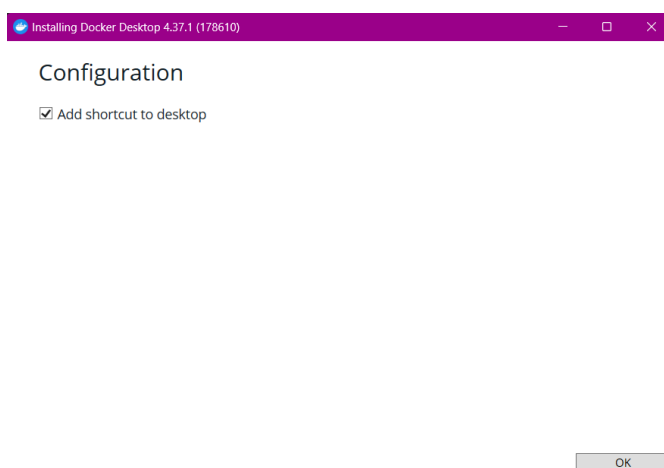 Installing Docker Desktop 4.37.1 (178610)
Configuration
Add shortcut to desktop
OK